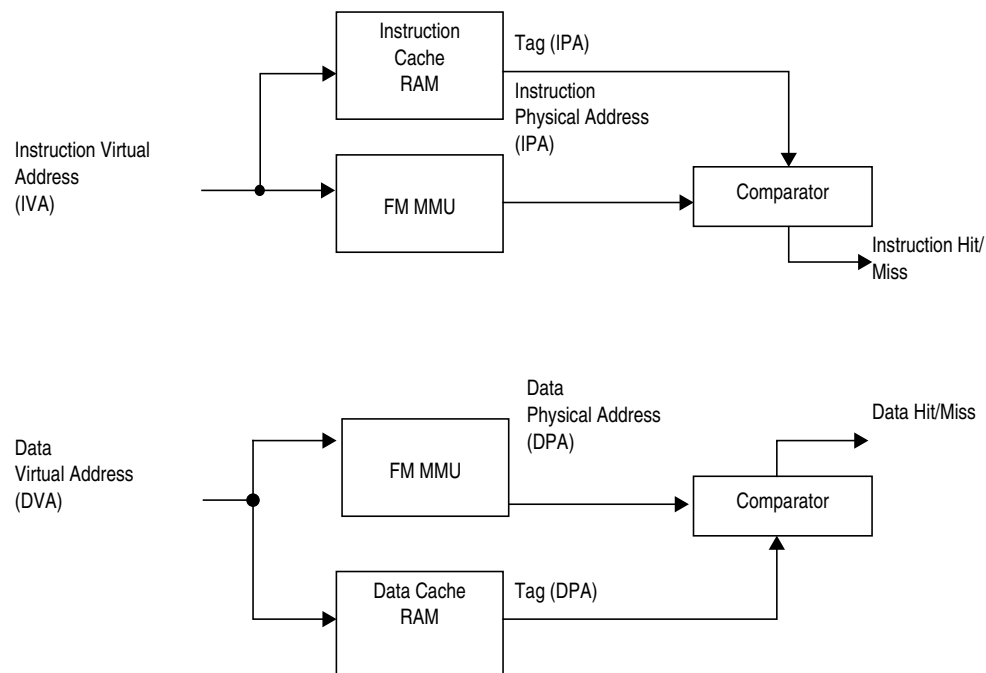 Instruction
Cache
RAM
Tag (IPA)
Instruction
Physical Address
(IPA)
Instruction Virtual
Address
(IVA)
FM MMU
Comparator
Instruction Hit/
Miss
Data
Physical Address
(DPA)
Data Hit/Miss
Data
Virtual Address
(DVA)
FM MMU
Comparator
Data Cache
RAM
Tag (DPA)